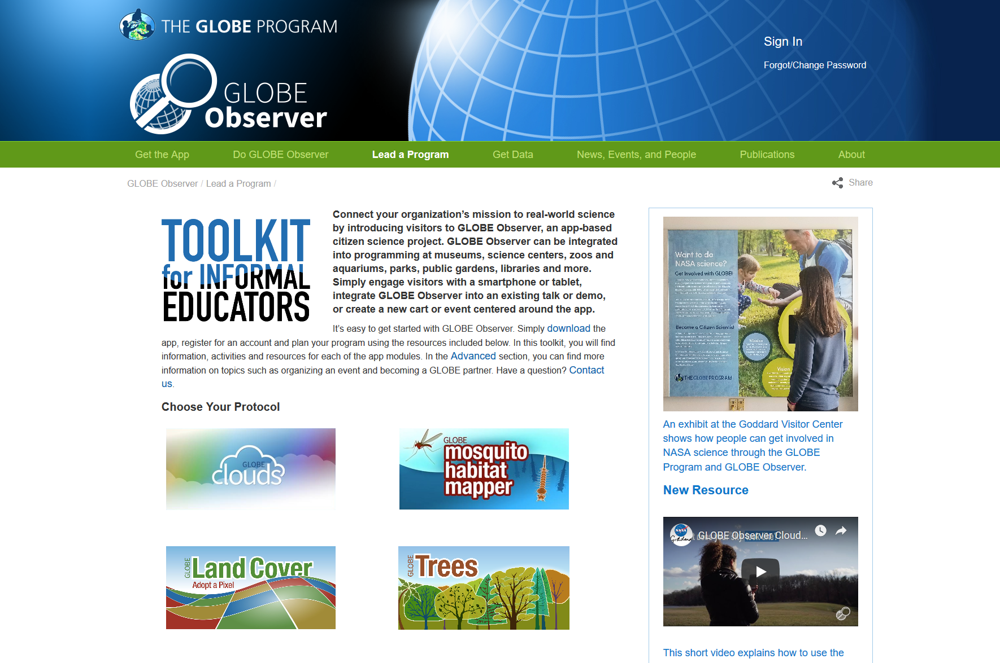 THE GLOBE PROGRAM
GLOBE
Observer
Sign In
Forgot/Change Password
Get the App
Do GLOBE Observer
Lead a Program
Get Data
News, Events, and People
Publications
About
GLOBE Observer / Lead a Program /
Share
TOOLKIT
for INFORMAL
EDUCATORS
Connect your organization’s mission to real-world science
by introducing visitors to GLOBE Observer, an app-based
citizen science project. GLOBE Observer can be integrated
into programming at museums, science centers, zoos and
aquariums, parks, public gardens, libraries and more.
Simply engage visitors with a smartphone or tablet,
integrate GLOBE Observer into an existing talk or demo,
or create a new cart or event centered around the app.
It’s easy to get started with GLOBE Observer. Simply download the
app, register for an account and plan your program using the resources included below. In this toolkit, you will find
information, activities and resources for each of the app modules. In the Advanced section, you can find more
information on topics such as organizing an event and becoming a GLOBE partner. Have a question? Contact
us.
Choose Your Protocol
GLOBE
clouds
GLOBE
mosquito
habitat
mapper
GLOBE
Land Cover
Adopt a Pixel
GLOBE
Trees
Want to do
NASA science?
Get Involved with GLOBE!
Become a Citizen Scientist
THE GLOBE PROGRAM
Mission
Vision
An exhibit at the Goddard Visitor Center
shows how people can get involved in
NASA science through the GLOBE
Program and GLOBE Observer.
New Resource
NASA
Goddard
GLOBE Observer Cloud...
This short video explains how to use the